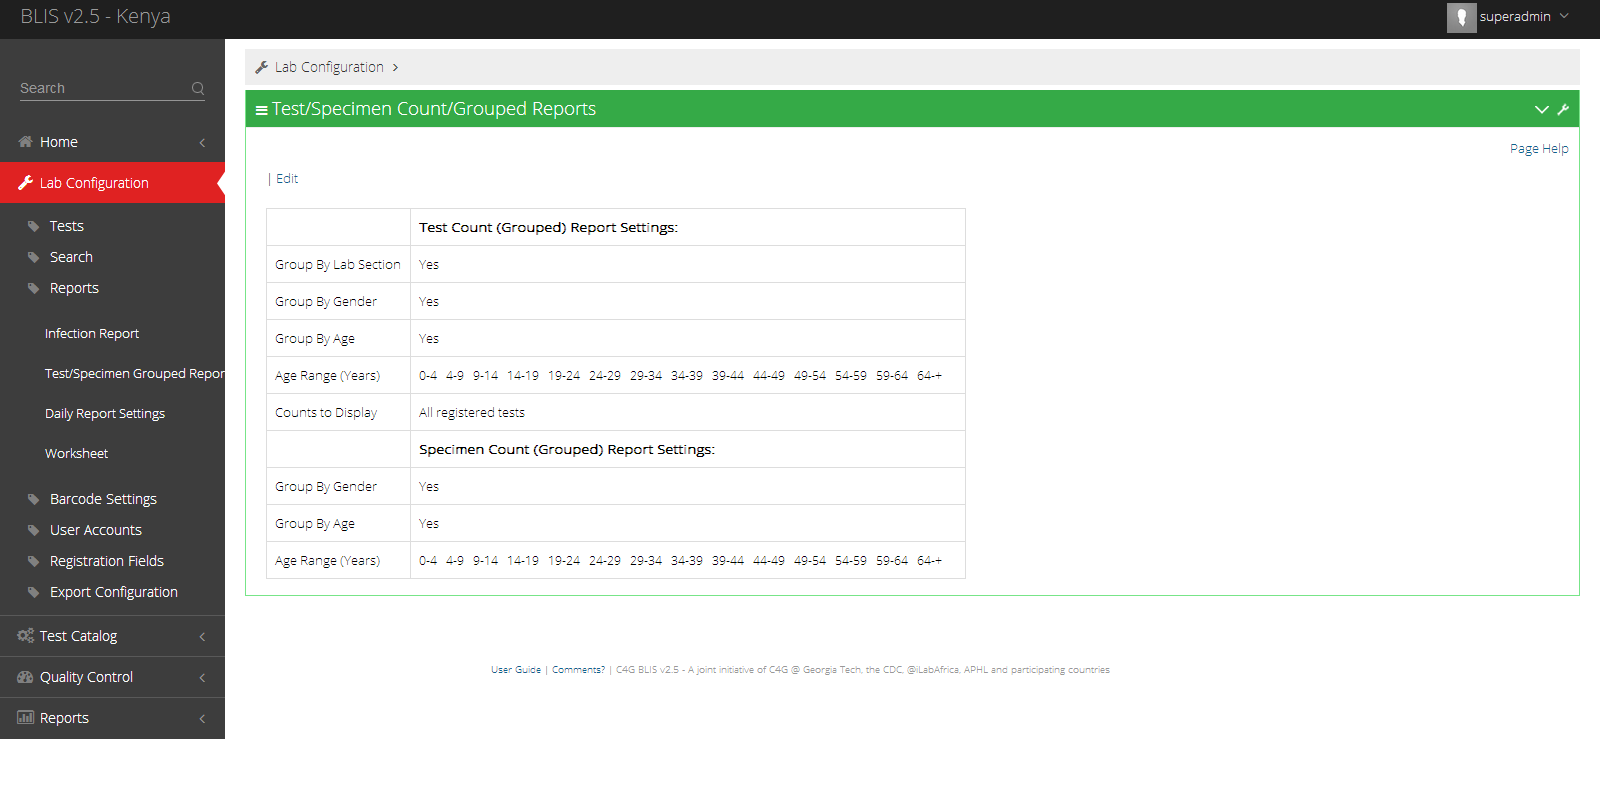 BLIS v2.5 - Kenya
superadmin
Search
Home
Lab Configuration
Tests
Search
Reports
Infection Report
Test/Specimen Grouped Repor
Daily Report Settings
Worksheet
Barcode Settings
User Accounts
Registration Fields
Export Configuration
Test Catalog
Quality Control
Reports
Lab Configuration >
Test/Specimen Count/Grouped Reports
Page Help
| Edit
Test Count (Grouped) Report Settings:
Group By Lab Section Yes
Group By Gender Yes
Group By Age Yes
Age Range (Years) 0-4 4-9 9-14 14-19 19-24 24-29 29-34 34-39 39-44 44-49 49-54 54-59 59-64 64-+
Counts to Display All registered tests
Specimen Count (Grouped) Report Settings:
Group By Gender Yes
Group By Age Yes
Age Range (Years) 0-4 4-9 9-14 14-19 19-24 24-29 29-34 34-39 39-44 44-49 49-54 54-59 59-64 64-+
User Guide | Comments? | C4G BLIS v2.5 - A joint initiative of C4G @ Georgia Tech, the CDC, @iLabAfrica, APHL and participating countries